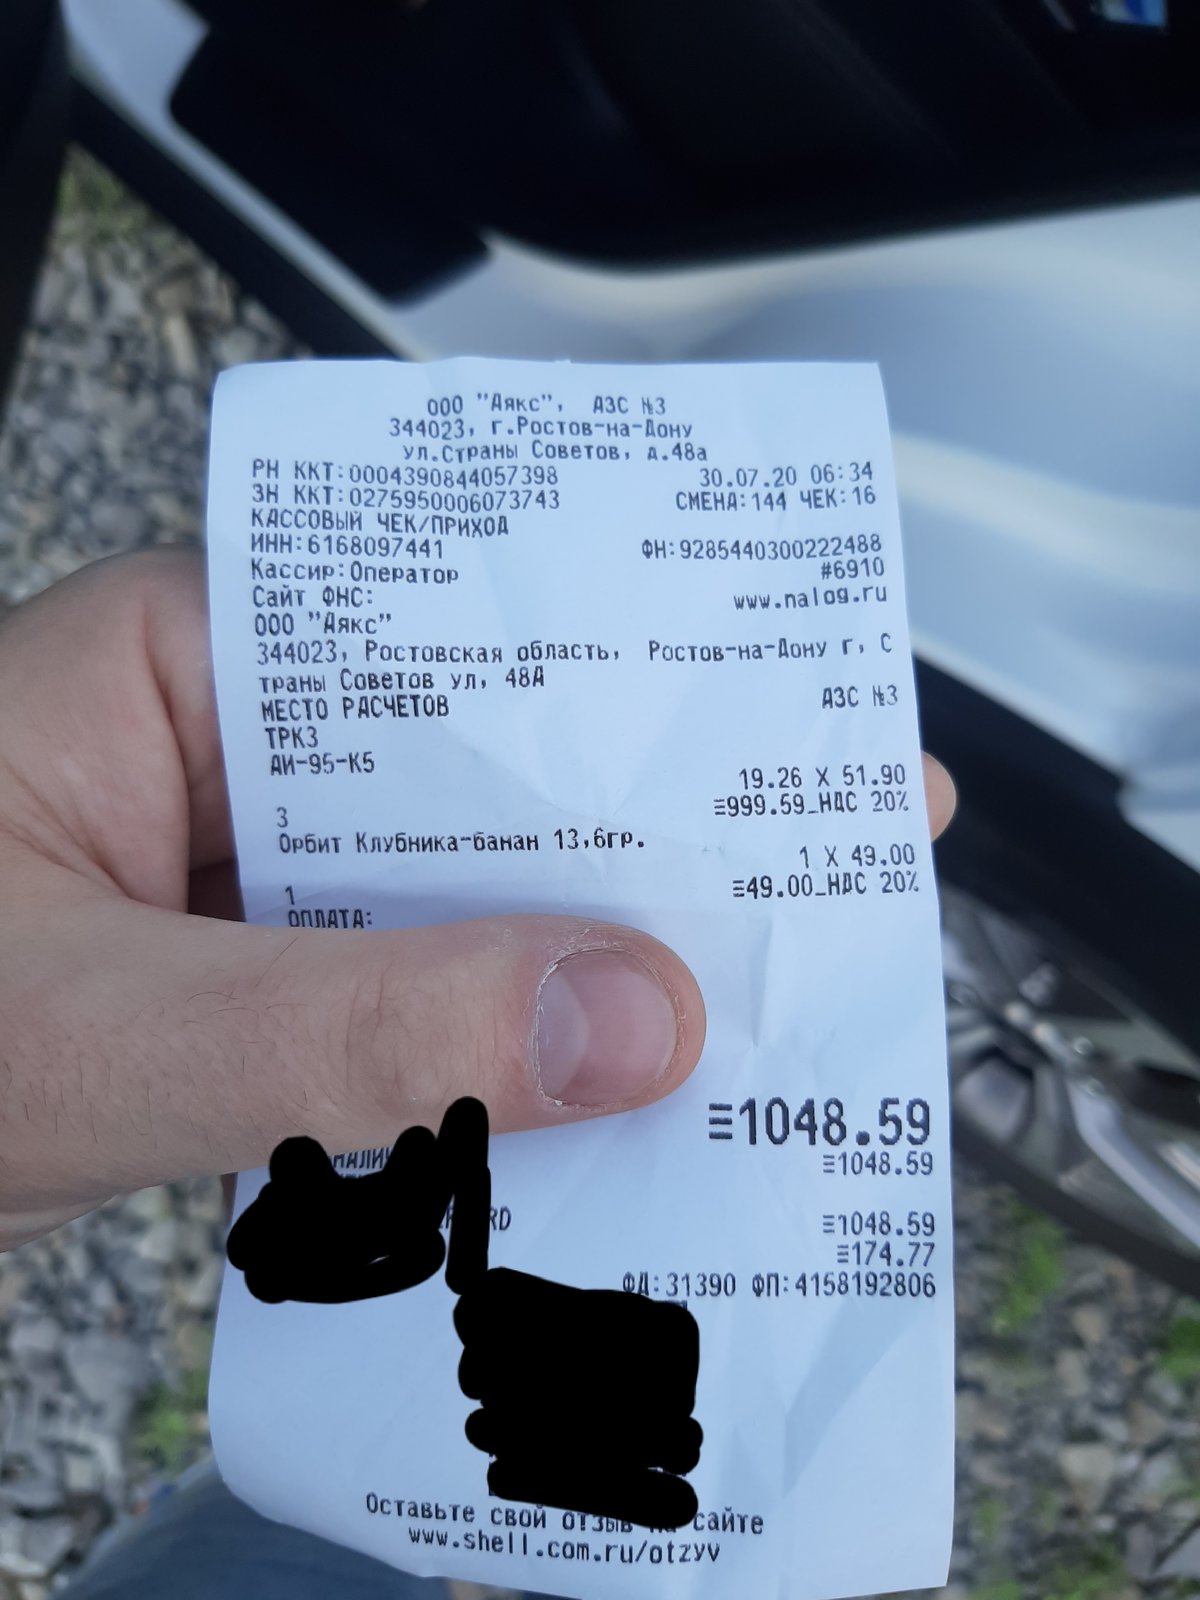 ООО "Аякс", АЗС №3
344023, г.Ростов-на-Дону
ул.Страны Советов, д.48а
РН ККТ:0004390844057398 30.07.20 06:34
ЗН ККТ:0275950006073743 СМЕНА:144 ЧЕК:16
КАССОВЫЙ ЧЕК/ПРИХОД
ИНН:6168097441 ФН:9285440300222488
Кассир:Оператор #6910
Сайт ФНС: www.nalog.ru
ООО "Аякс"
344023, Ростовская область, Ростов-на-Дону г, С
траны Советов ул, 48А
МЕСТО РАСЧЕТОВ АЗС №3
ТРК3
АИ-95-К5
19.26 X 51.90
3 ≡999.59_НДС 20%
Орбит Клубника-банан 13,6гр.
1 X 49.00
1 ≡49.00_НДС 20%
ОПЛАТА:
≡1048.59
≡1048.59
≡1048.59
≡174.77
ФД:31390 ФП:4158192806
Оставьте свой отзыв на сайте
www.shell.com.ru/otzyv